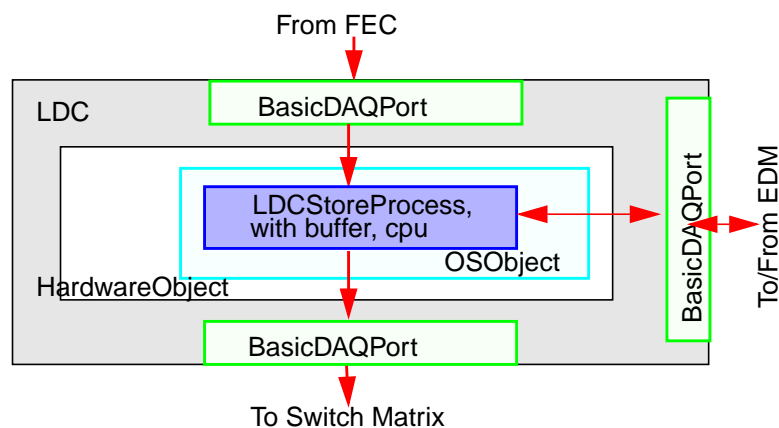 From FEC
BasicDAQPort
LDC
LDCStoreProcess,
with buffer, cpu
OSObject
HardwareObject
BasicDAQPort
BasicDAQPort
To/From EDM
To Switch Matrix